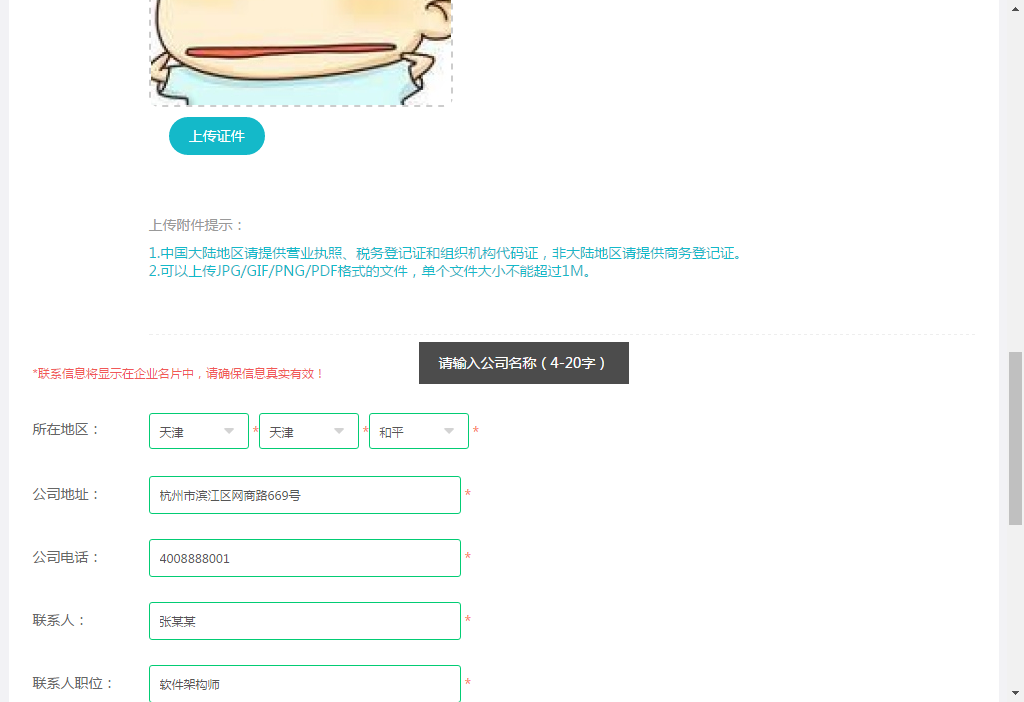 上传证件
上传附件提示：
1.中国大陆地区请提供营业执照、税务登记证和组织机构代码证，非大陆地区请提供商务登记证。
2.可以上传JPG/GIF/PNG/PDF格式的文件，单个文件大小不能超过1M。
请输入公司名称（4-20字）
*联系信息将显示在企业名片中，请确保信息真实有效！
所在地区： 天津 * 天津 * 和平 *
公司地址： 杭州市滨江区网商路669号 *
公司电话： 4008888001 *
联系人： 张某某 *
联系人职位： 软件架构师 *